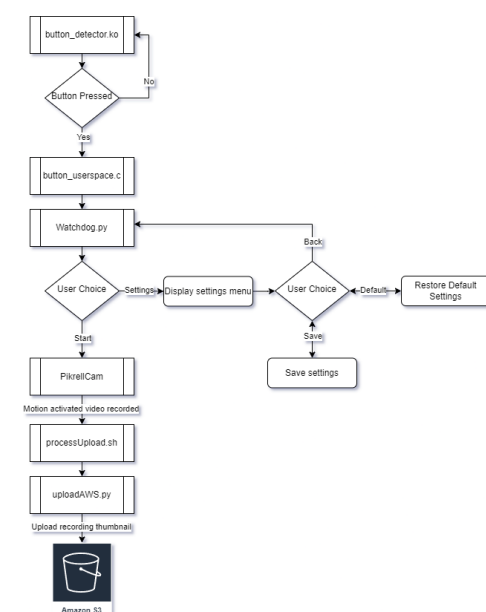 button_detector.ko
No
Button Pressed
Yes
button_userspace.c
Watchdog.py
Back
User Choice
Settings
Display settings menu
User Choice
Default
Restore Default
Settings
Start
Save
PikrellCam
Save settings
Motion activated video recorded
processUpload.sh
uploadAWS.py
Upload recording thumbnail
Amazon S3